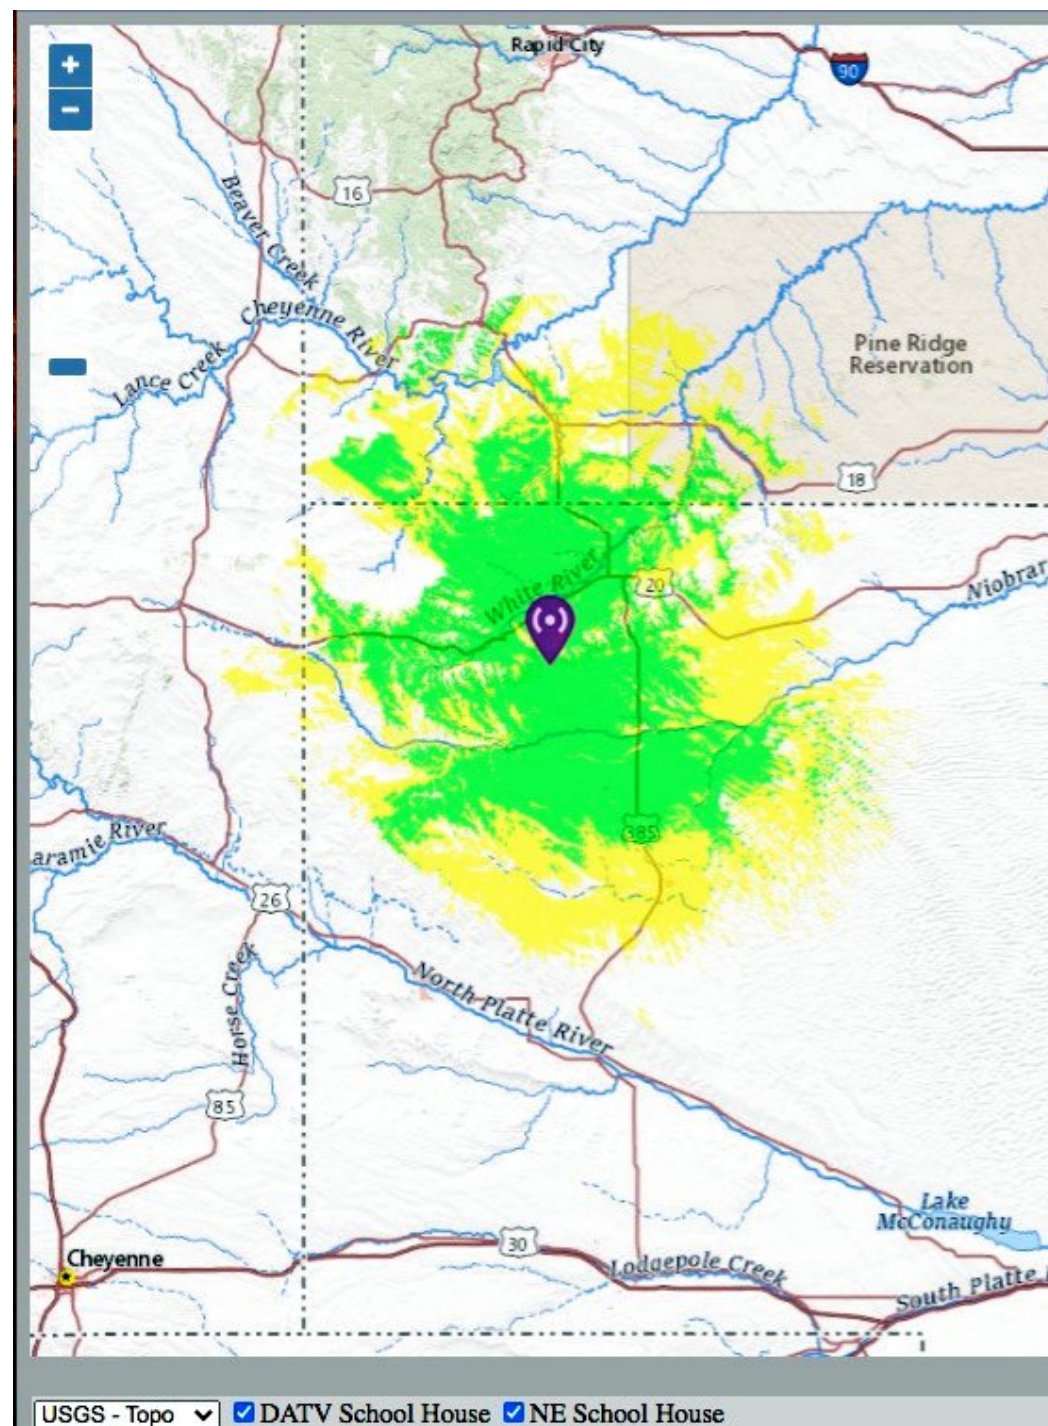 Rapid City
+
90
−
16
Beaver Creek
Cheyenne River
Lance Creek
Pine Ridge
Reservation
18
White River
20
Niobrar
385
aramie River
26
North Platte River
Horse Creek
85
Lake
McConaughy
30
Cheyenne
Lodgepole Creek
South Platte
USGS - Topo DATV School House NE School House